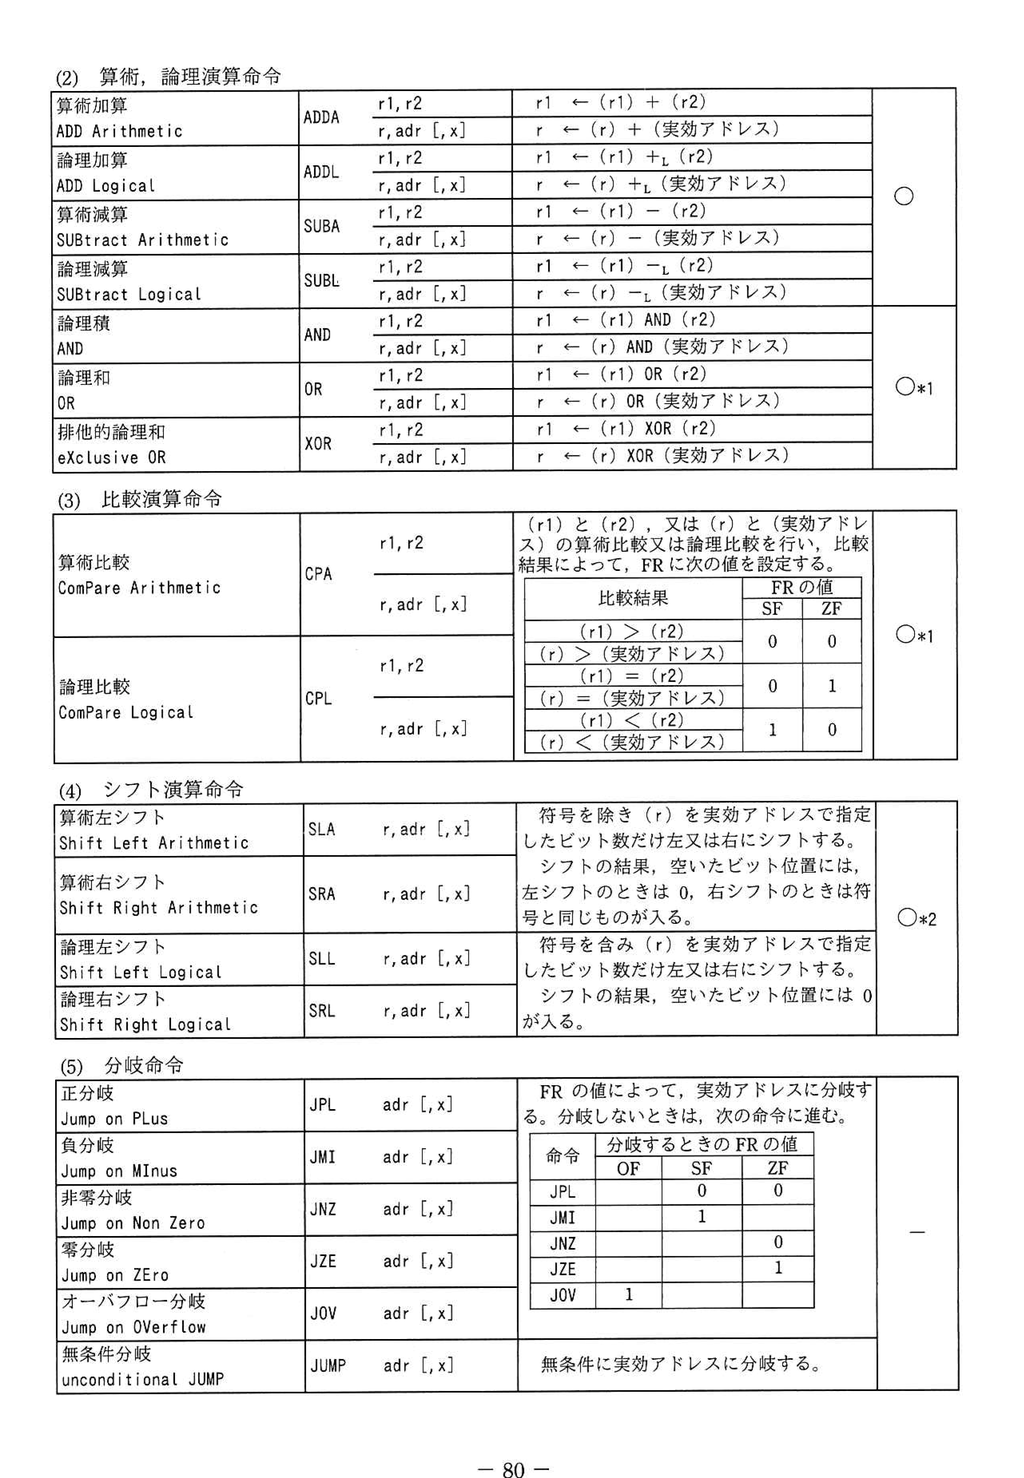 (2) 算術，論理演算命令
算術加算
ADD Arithmetic
ADDA
r1,r2
r1 ← (r1) + (r2)
r,adr [,x]
r ← (r) + (実効アドレス)
論理加算
ADD Logical
ADDL
r1,r2
r1 ← (r1) +L (r2)
r,adr [,x]
r ← (r) +L (実効アドレス)
算術減算
SUBtract Arithmetic
SUBA
r1,r2
r1 ← (r1) − (r2)
r,adr [,x]
r ← (r) − (実効アドレス)
論理減算
SUBtract Logical
SUBL
r1,r2
r1 ← (r1) −L (r2)
r,adr [,x]
r ← (r) −L (実効アドレス)
○
論理積
AND
AND
r1,r2
r1 ← (r1) AND (r2)
r,adr [,x]
r ← (r) AND (実効アドレス)
論理和
OR
OR
r1,r2
r1 ← (r1) OR (r2)
r,adr [,x]
r ← (r) OR (実効アドレス)
排他的論理和
eXclusive OR
XOR
r1,r2
r1 ← (r1) XOR (r2)
r,adr [,x]
r ← (r) XOR (実効アドレス)
○*1
(3) 比較演算命令
算術比較
ComPare Arithmetic
CPA
r1,r2
r,adr [,x]
論理比較
ComPare Logical
CPL
r1,r2
r,adr [,x]
(r1) と (r2)，又は (r) と (実効アドレ
ス) の算術比較又は論理比較を行い，比較
結果によって，FR に次の値を設定する。
比較結果
FR の値
SF ZF
(r1) ＞ (r2)
(r) ＞ (実効アドレス)
0 0
(r1) ＝ (r2)
(r) ＝ (実効アドレス)
0 1
(r1) ＜ (r2)
(r) ＜ (実効アドレス)
1 0
○*1
(4) シフト演算命令
算術左シフト
Shift Left Arithmetic
SLA r,adr [,x]
算術右シフト
Shift Right Arithmetic
SRA r,adr [,x]
符号を除き (r) を実効アドレスで指定
したビット数だけ左又は右にシフトする。
シフトの結果，空いたビット位置には，
左シフトのときは 0，右シフトのときは符
号と同じものが入る。
論理左シフト
Shift Left Logical
SLL r,adr [,x]
論理右シフト
Shift Right Logical
SRL r,adr [,x]
符号を含み (r) を実効アドレスで指定
したビット数だけ左又は右にシフトする。
シフトの結果，空いたビット位置には 0
が入る。
○*2
(5) 分岐命令
正分岐
Jump on PLus
JPL adr [,x]
負分岐
Jump on MInus
JMI adr [,x]
非零分岐
Jump on Non Zero
JNZ adr [,x]
零分岐
Jump on ZEro
JZE adr [,x]
オーバフロー分岐
Jump on OVerflow
JOV adr [,x]
FR の値によって，実効アドレスに分岐す
る。分岐しないときは，次の命令に進む。
命令
分岐するときの FR の値
OF SF ZF
JPL 0 0
JMI 1
JNZ 0
JZE 1
JOV 1
無条件分岐
unconditional JUMP
JUMP adr [,x]
無条件に実効アドレスに分岐する。
―
― 80 ―